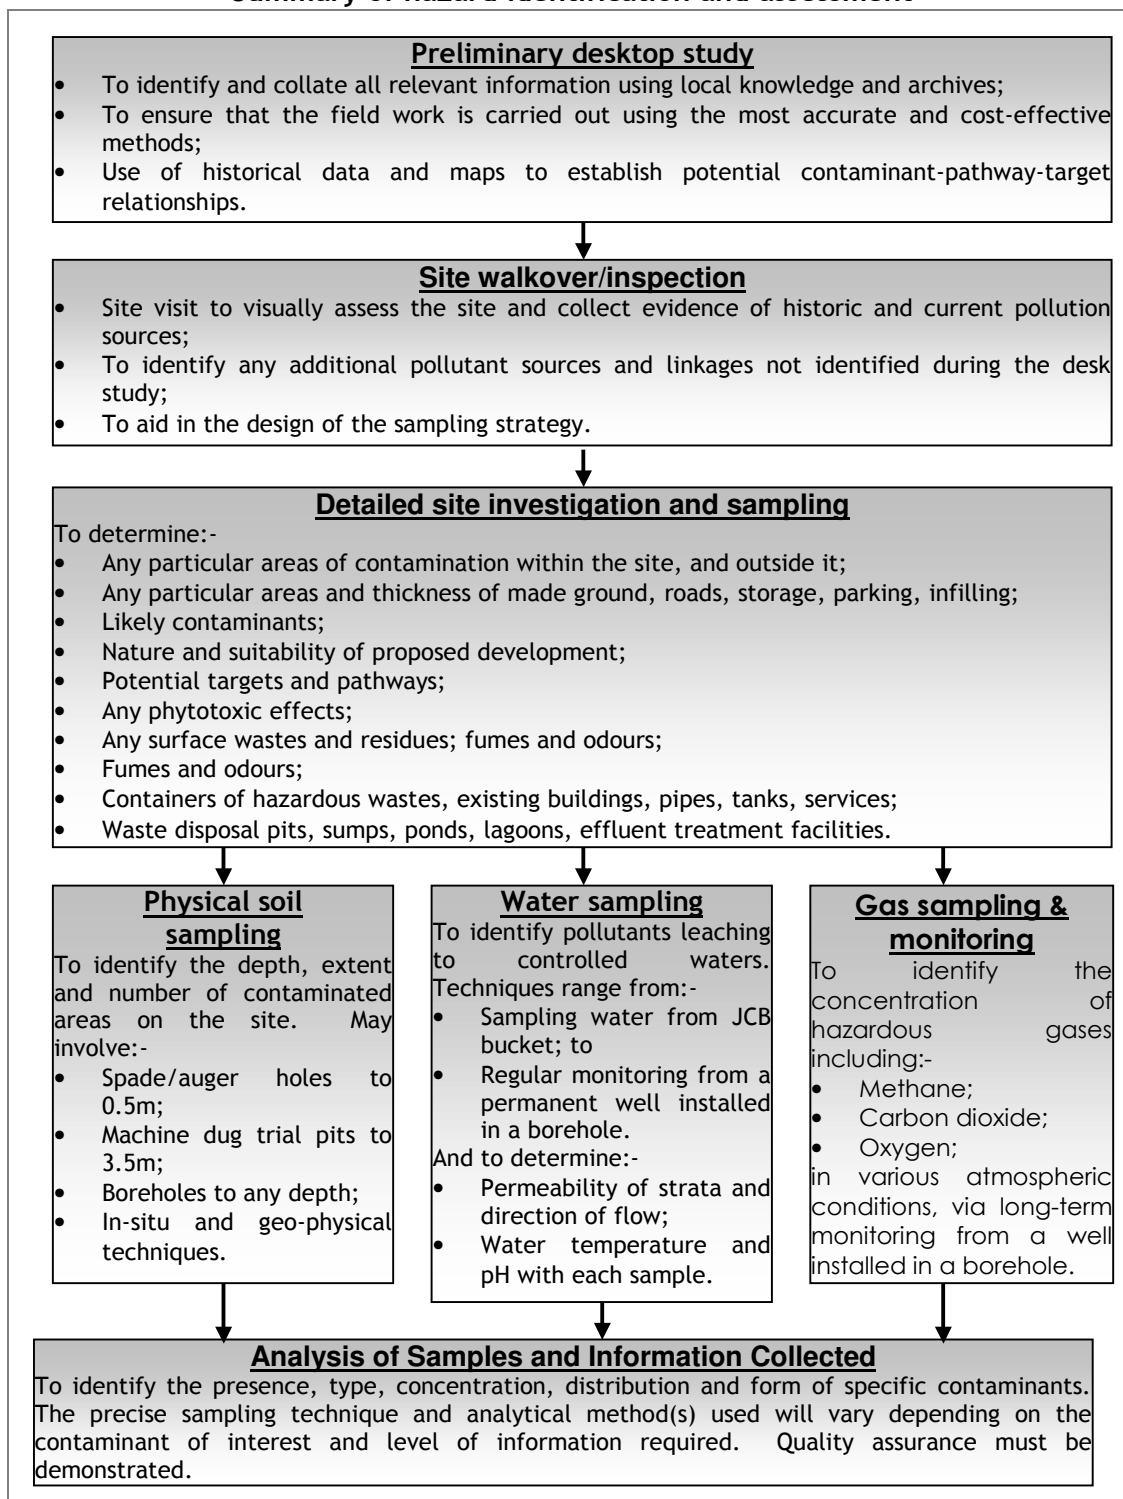 Summary of hazard identification and assessment
Preliminary desktop study
• To identify and collate all relevant information using local knowledge and archives;
• To ensure that the field work is carried out using the most accurate and cost-effective
methods;
• Use of historical data and maps to establish potential contaminant-pathway-target
relationships.
Site walkover/inspection
• Site visit to visually assess the site and collect evidence of historic and current pollution
sources;
• To identify any additional pollutant sources and linkages not identified during the desk
study;
• To aid in the design of the sampling strategy.
Detailed site investigation and sampling
To determine:-
• Any particular areas of contamination within the site, and outside it;
• Any particular areas and thickness of made ground, roads, storage, parking, infilling;
• Likely contaminants;
• Nature and suitability of proposed development;
• Potential targets and pathways;
• Any phytotoxic effects;
• Any surface wastes and residues; fumes and odours;
• Fumes and odours;
• Containers of hazardous wastes, existing buildings, pipes, tanks, services;
• Waste disposal pits, sumps, ponds, lagoons, effluent treatment facilities.
Physical soil
sampling
To identify the depth, extent
and number of contaminated
areas on the site. May
involve:-
• Spade/auger holes to
0.5m;
• Machine dug trial pits to
3.5m;
• Boreholes to any depth;
• In-situ and geo-physical
techniques.
Water sampling
To identify pollutants leaching
to controlled waters.
Techniques range from:-
• Sampling water from JCB
bucket; to
• Regular monitoring from a
permanent well installed
in a borehole.
And to determine:-
• Permeability of strata and
direction of flow;
• Water temperature and
pH with each sample.
Gas sampling &
monitoring
To identify the
concentration of
hazardous gases
including:-
• Methane;
• Carbon dioxide;
• Oxygen;
in various atmospheric
conditions, via long-term
monitoring from a well
installed in a borehole.
Analysis of Samples and Information Collected
To identify the presence, type, concentration, distribution and form of specific contaminants.
The precise sampling technique and analytical method(s) used will vary depending on the
contaminant of interest and level of information required. Quality assurance must be
demonstrated.